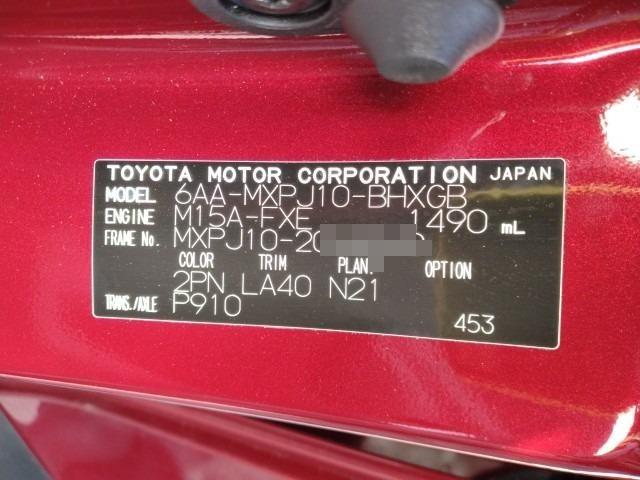 TOYOTA MOTOR CORPORATION JAPAN
MODEL 6AA-MXPJ10-BHXGB
ENGINE M15A-FXE 1490 mL
FRAME No. MXPJ10-20
COLOR TRIM PLAN. OPTION
2PN LA40 N21
TRANS./AXLE P910
453